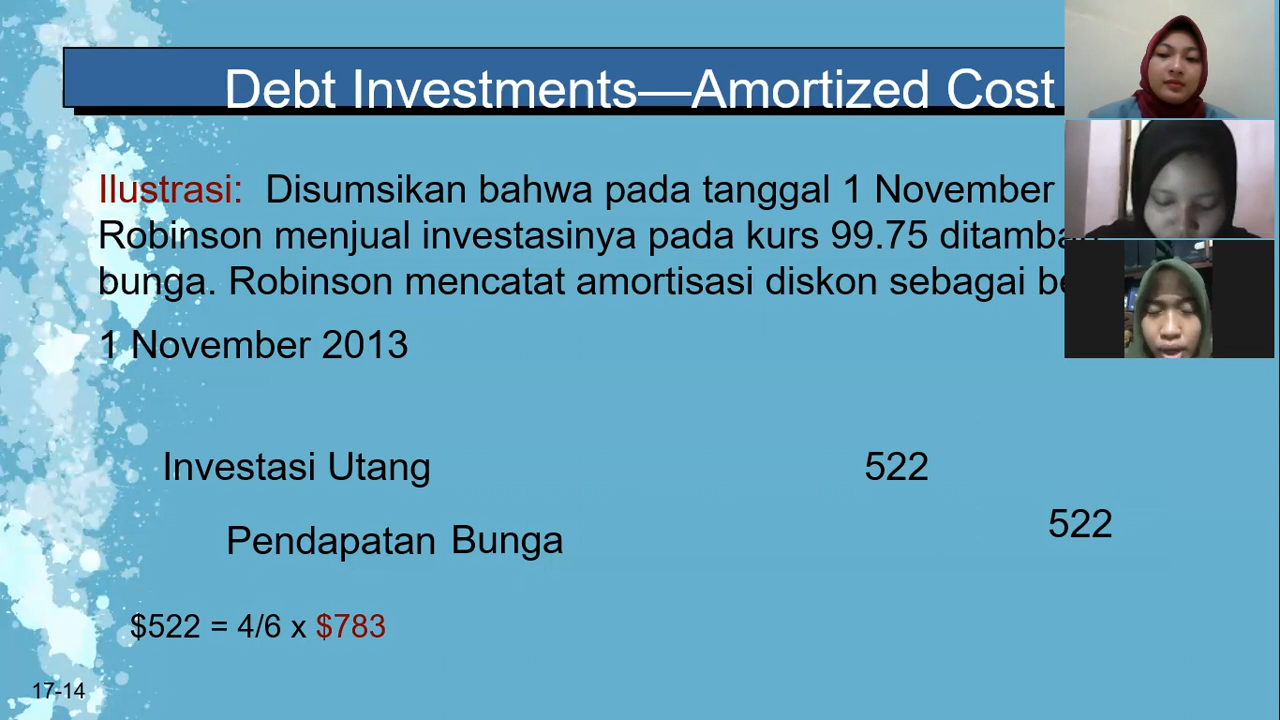 Debt Investments—Amortized Cost
Ilustrasi: Disumsikan bahwa pada tanggal 1 November
Robinson menjual investasinya pada kurs 99.75
bunga. Robinson mencatat amortisasi diskon sebagai
1 November 2013
Investasi Utang 522
Pendapatan Bunga 522
$522 = 4/6 x $783
17-14